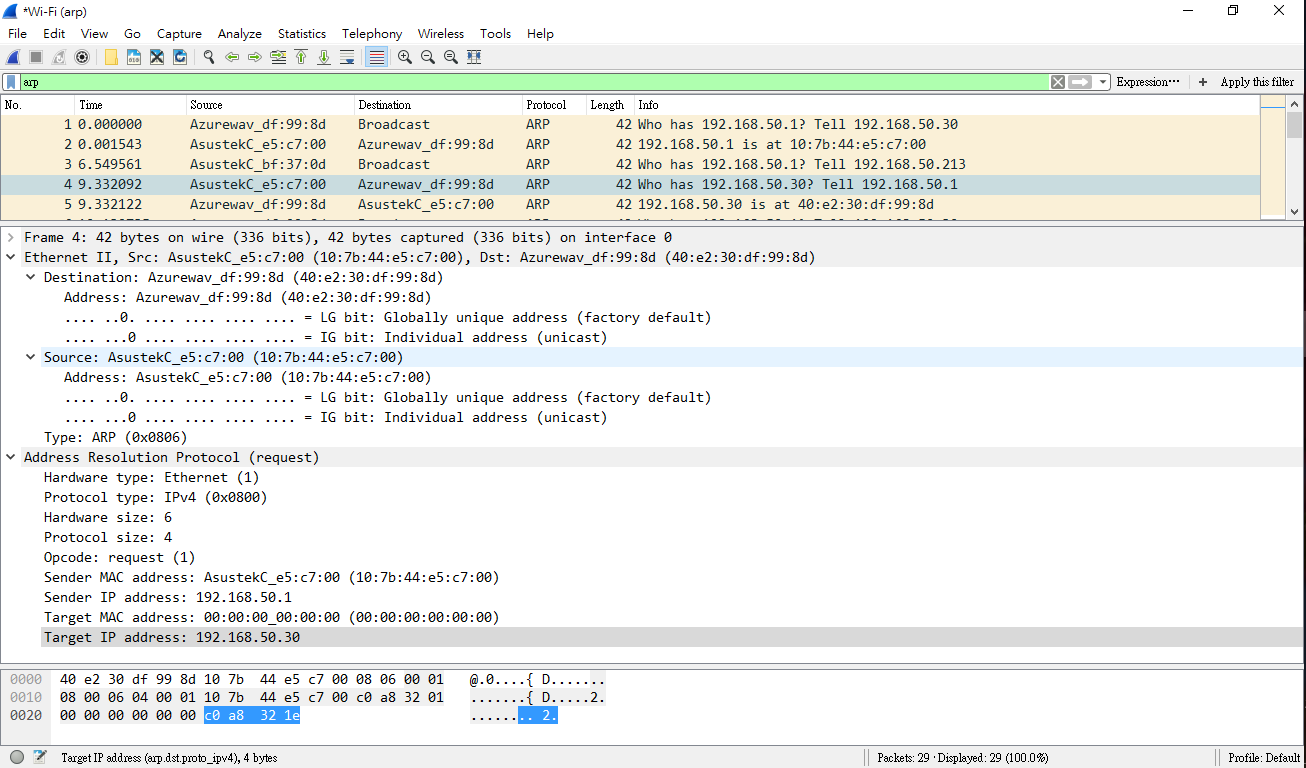 *Wi-Fi (arp)
File Edit View Go Capture Analyze Statistics Telephony Wireless Tools Help
arp Expression… + Apply this filter
No. Time Source Destination Protocol Length Info
1 0.000000 Azurewav_df:99:8d Broadcast ARP 42 Who has 192.168.50.1? Tell 192.168.50.30
2 0.001543 AsustekC_e5:c7:00 Azurewav_df:99:8d ARP 42 192.168.50.1 is at 10:7b:44:e5:c7:00
3 6.549561 AsustekC_bf:37:0d Broadcast ARP 42 Who has 192.168.50.1? Tell 192.168.50.213
4 9.332092 AsustekC_e5:c7:00 Azurewav_df:99:8d ARP 42 Who has 192.168.50.30? Tell 192.168.50.1
5 9.332122 Azurewav_df:99:8d AsustekC_e5:c7:00 ARP 42 192.168.50.30 is at 40:e2:30:df:99:8d
Frame 4: 42 bytes on wire (336 bits), 42 bytes captured (336 bits) on interface 0
Ethernet II, Src: AsustekC_e5:c7:00 (10:7b:44:e5:c7:00), Dst: Azurewav_df:99:8d (40:e2:30:df:99:8d)
Destination: Azurewav_df:99:8d (40:e2:30:df:99:8d)
Address: Azurewav_df:99:8d (40:e2:30:df:99:8d)
.... ..0. .... .... .... .... = LG bit: Globally unique address (factory default)
.... ...0 .... .... .... .... = IG bit: Individual address (unicast)
Source: AsustekC_e5:c7:00 (10:7b:44:e5:c7:00)
Address: AsustekC_e5:c7:00 (10:7b:44:e5:c7:00)
.... ..0. .... .... .... .... = LG bit: Globally unique address (factory default)
.... ...0 .... .... .... .... = IG bit: Individual address (unicast)
Type: ARP (0x0806)
Address Resolution Protocol (request)
Hardware type: Ethernet (1)
Protocol type: IPv4 (0x0800)
Hardware size: 6
Protocol size: 4
Opcode: request (1)
Sender MAC address: AsustekC_e5:c7:00 (10:7b:44:e5:c7:00)
Sender IP address: 192.168.50.1
Target MAC address: 00:00:00_00:00:00 (00:00:00:00:00:00)
Target IP address: 192.168.50.30
0000 40 e2 30 df 99 8d 10 7b 44 e5 c7 00 08 06 00 01 @.0....{ D.......
0010 08 00 06 04 00 01 10 7b 44 e5 c7 00 c0 a8 32 01 .......{ D.....2.
0020 00 00 00 00 00 00 c0 a8 32 1e ........ 2.
Target IP address (arp.dst.proto_ipv4), 4 bytes Packets: 29 · Displayed: 29 (100.0%) Profile: Default